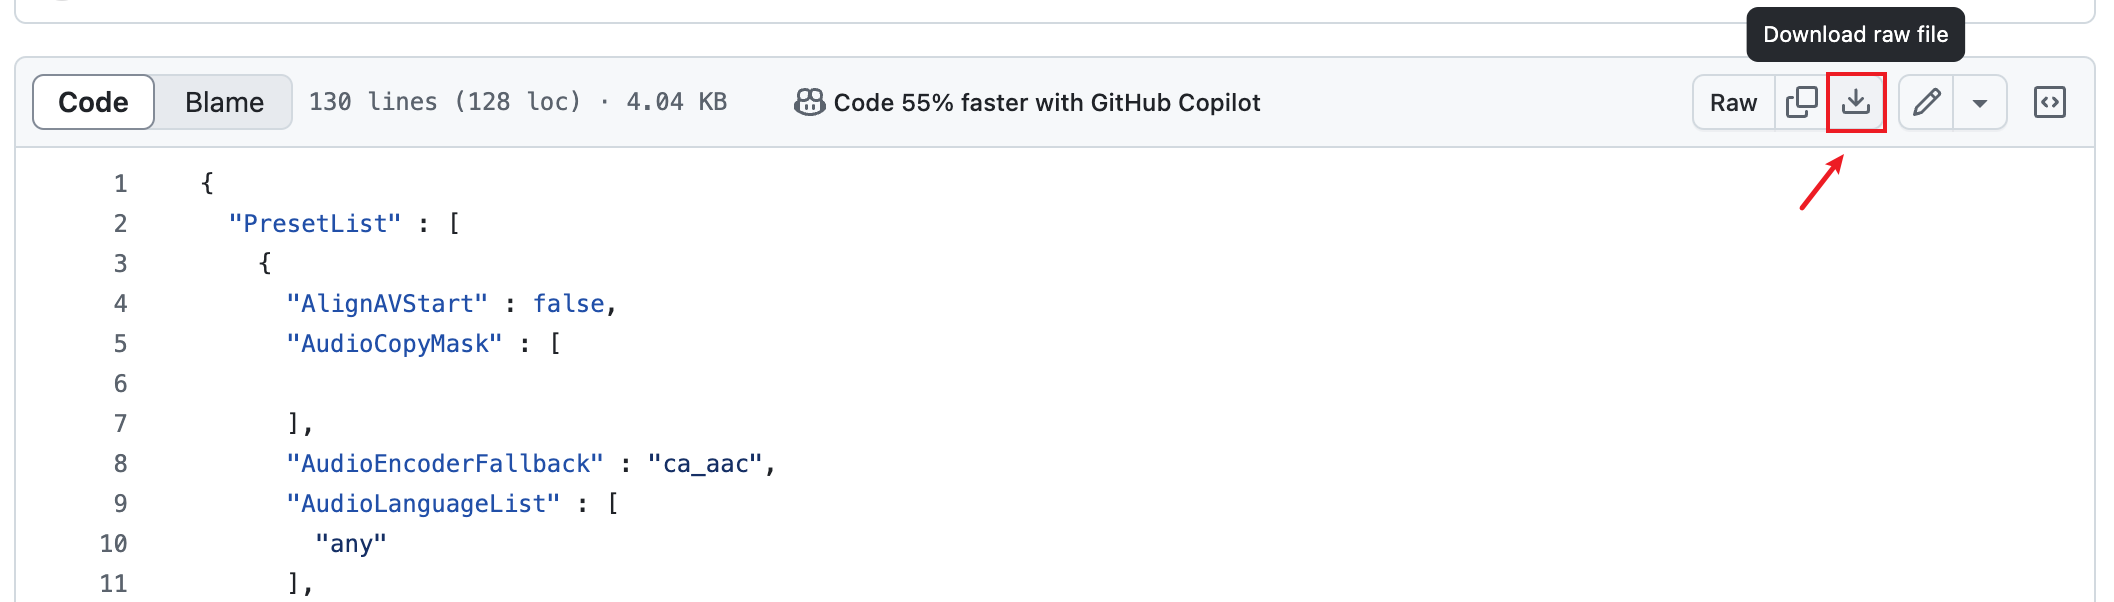 Download raw file
Code Blame 130 lines (128 loc) · 4.04 KB Code 55% faster with GitHub Copilot Raw
1 {
2 "PresetList" : [
3 {
4 "AlignAVStart" : false,
5 "AudioCopyMask" : [
6
7 ],
8 "AudioEncoderFallback" : "ca_aac",
9 "AudioLanguageList" : [
10 "any"
11 ],